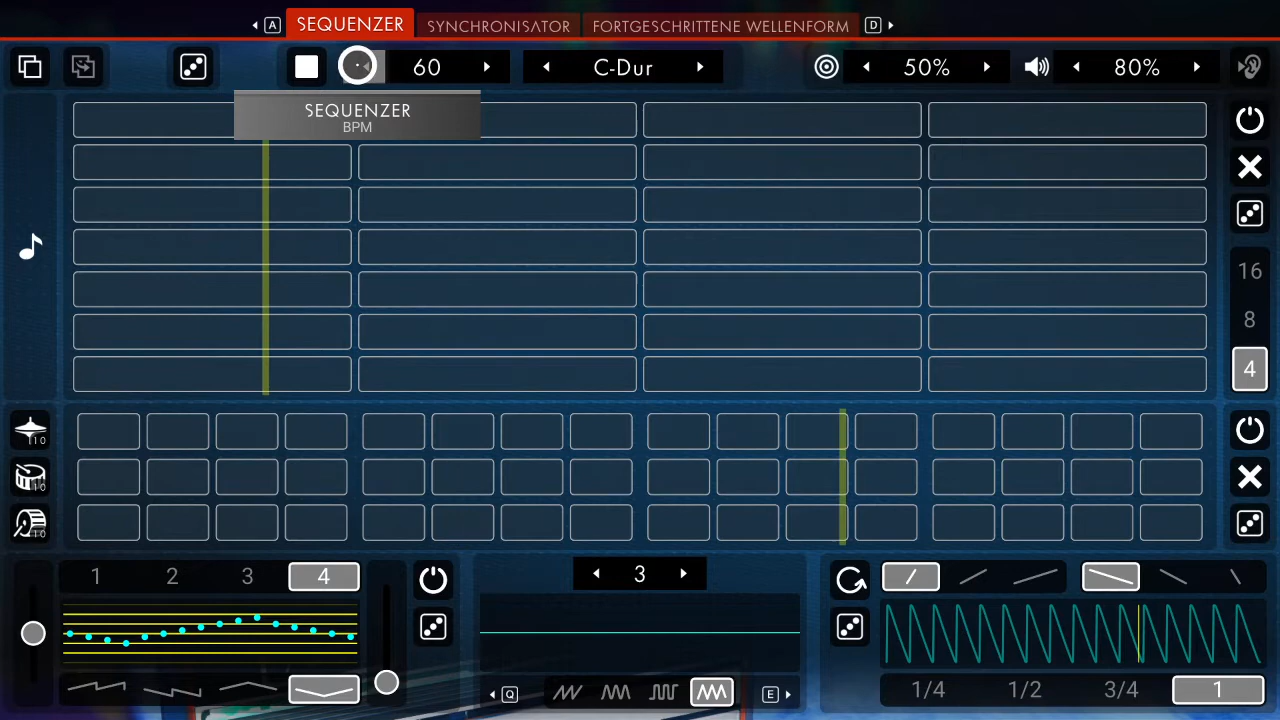 A SEQUENZER SYNCHRONISATOR FORTGESCHRITTENE WELLENFORM D
60 C-Dur 50% 80%
SEQUENZER
BPM
16
8
4
1 2 3 4
3
Q E
1/4 1/2 3/4 1